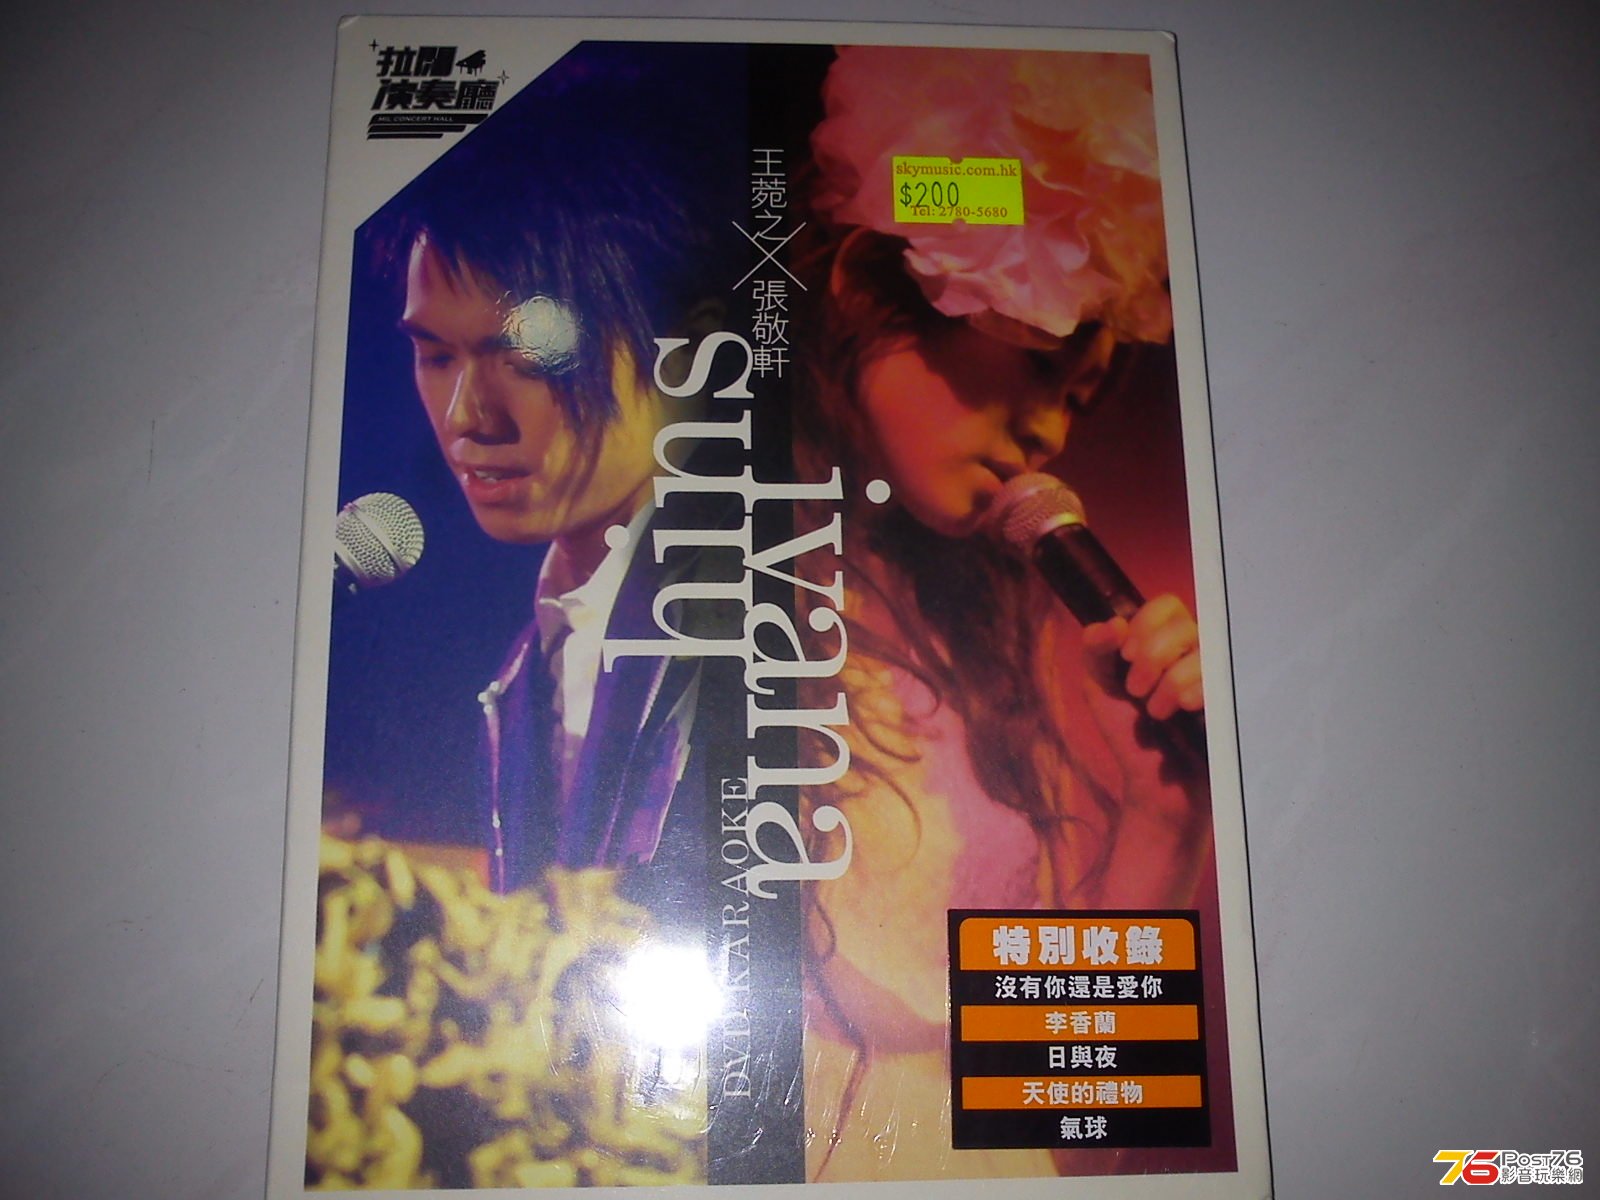 拉闊
演奏廳
MIL CONCERT HALL
王菀之
張敬軒
skymusic.com.hk
$200
Tel: 2780-5680
hins
ivana
DVD KARAOKE
特別收錄
沒有你還是愛你
李香蘭
日與夜
天使的禮物
氣球
76 Post76
影音玩樂網